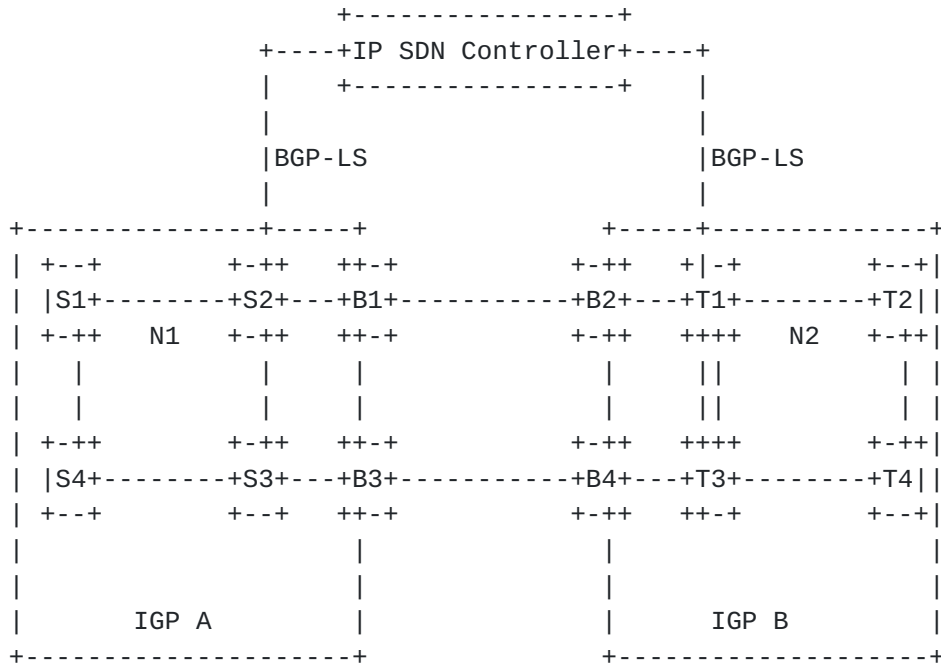 IP SDN Controller
BGP-LS BGP-LS
S1 S2 B1 B2 T1 T2
N1 N2
S4 S3 B3 B4 T3 T4
IGP A IGP B